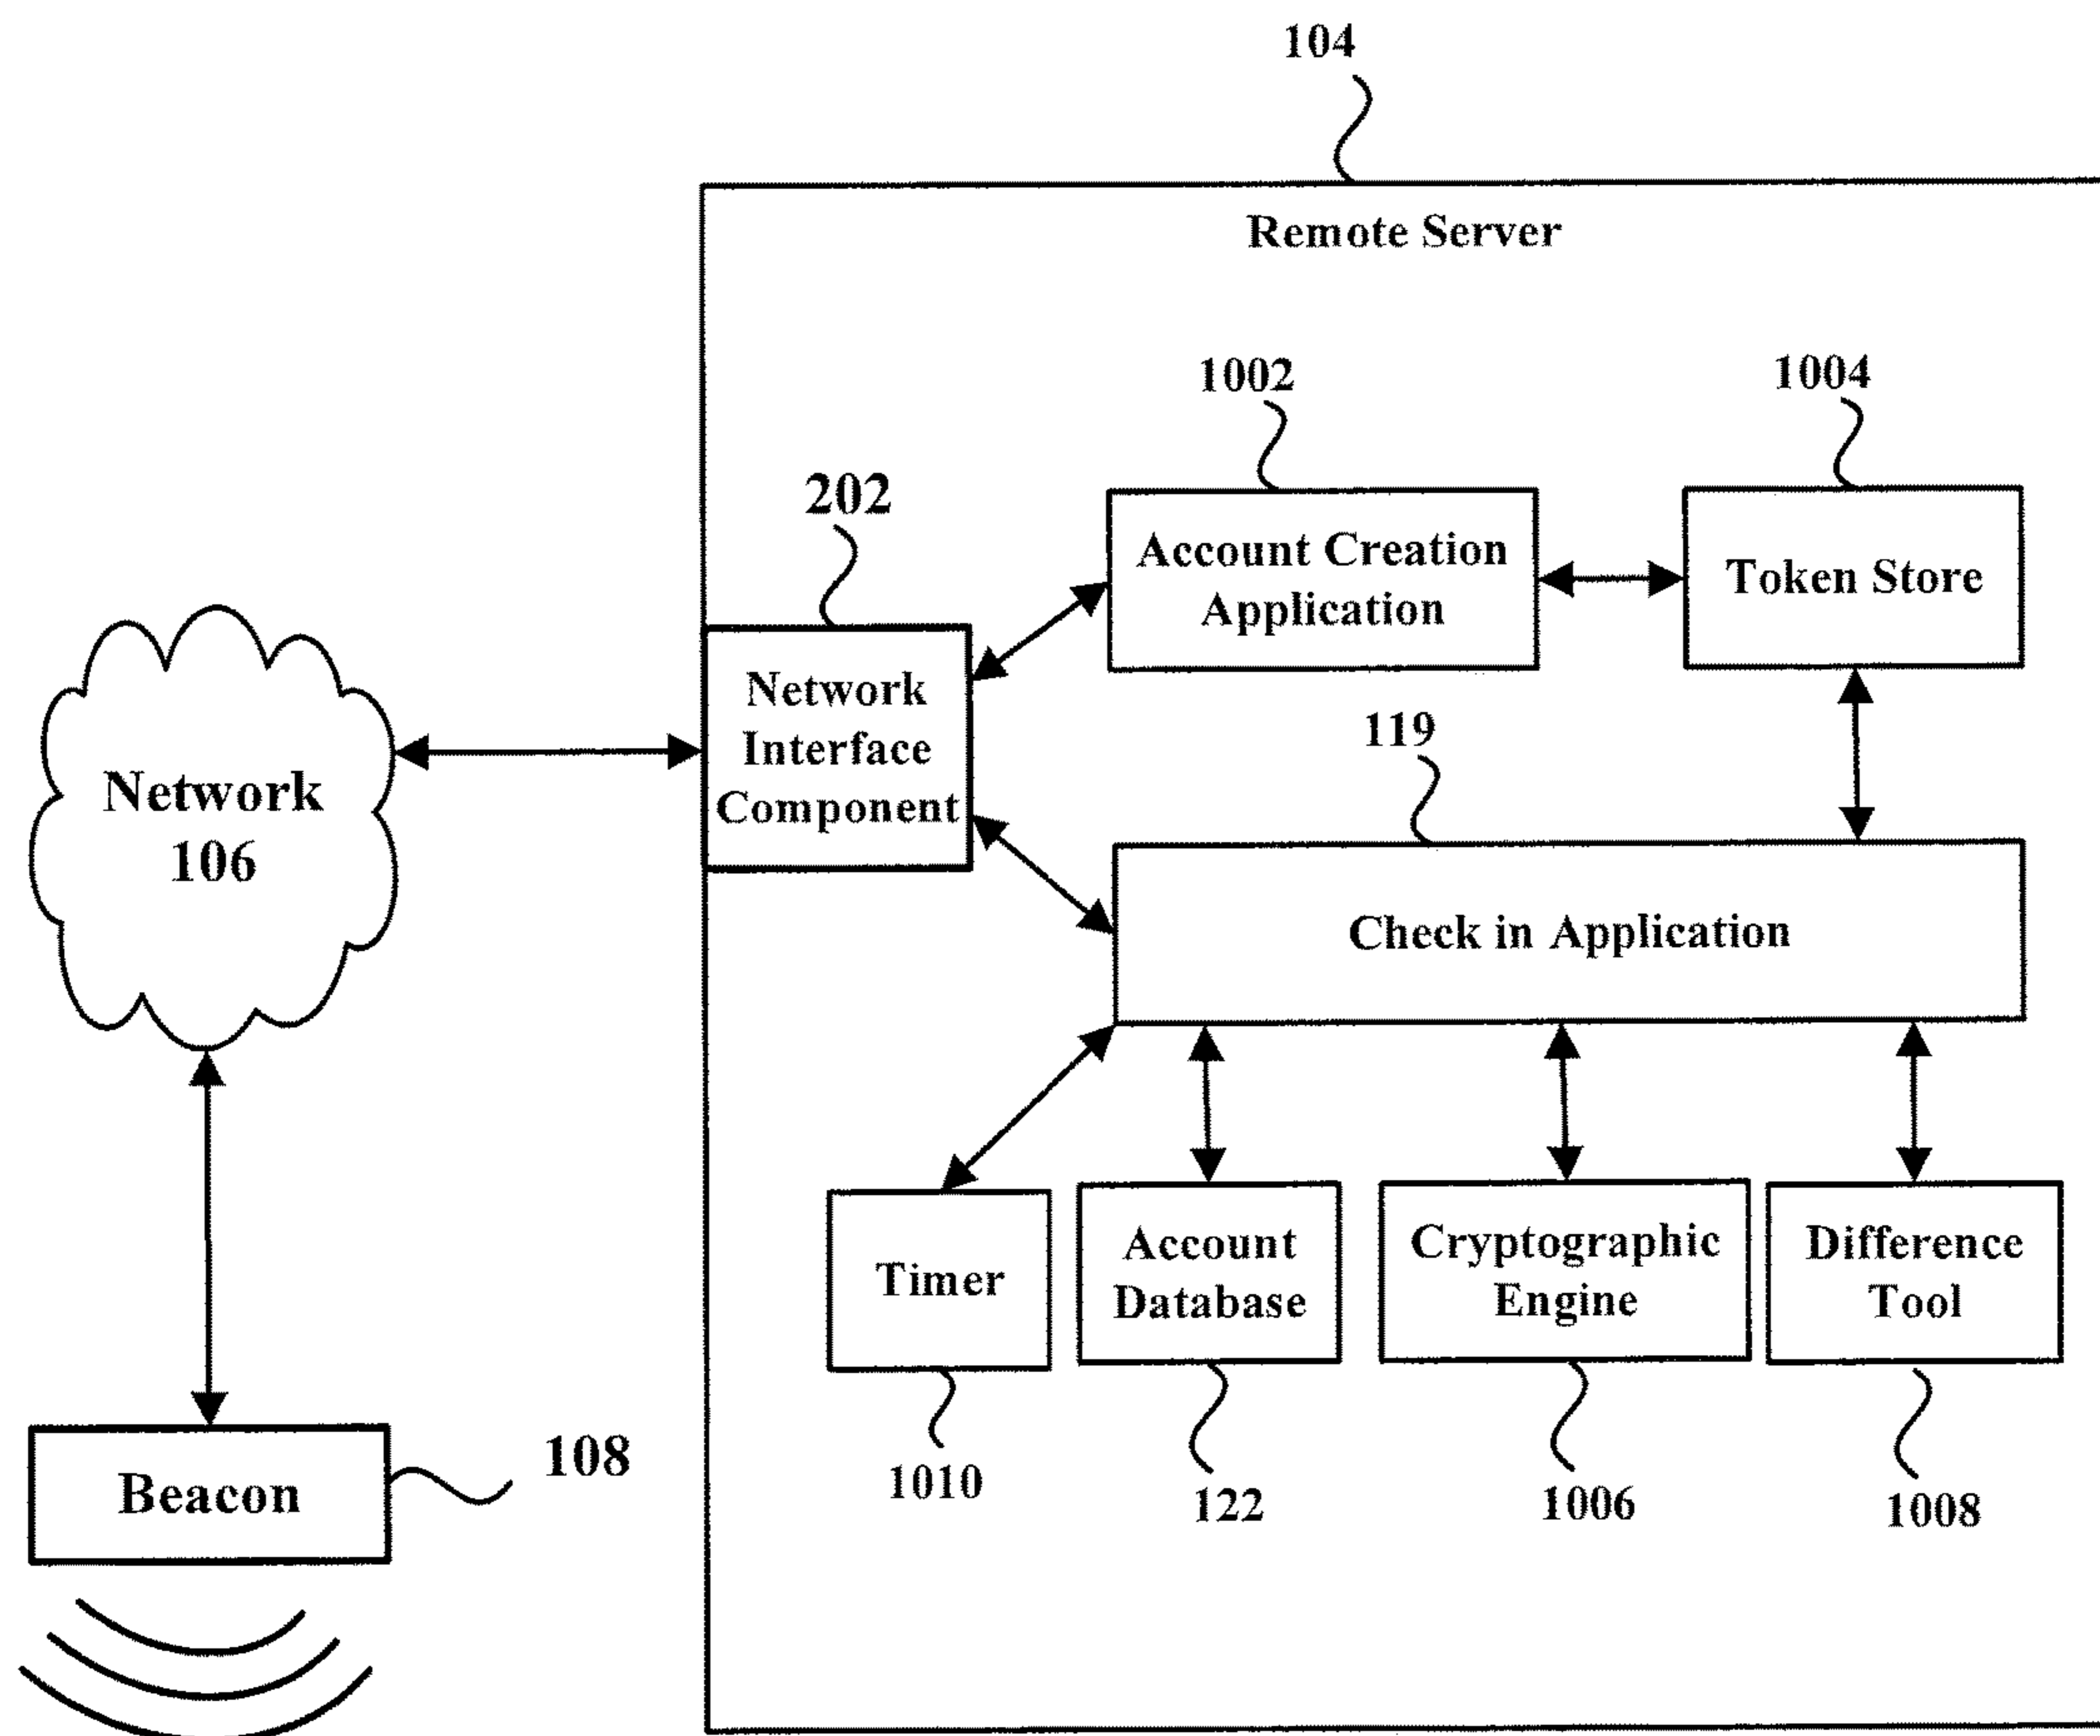 104
Remote Server
1002
1004
202
Account Creation
Application
Token Store
Network
Interface
Component
119
Network
106
Check in Application
Timer
Account
Database
Cryptographic
Engine
Difference
Tool
Beacon
108
1010
122
1006
1008